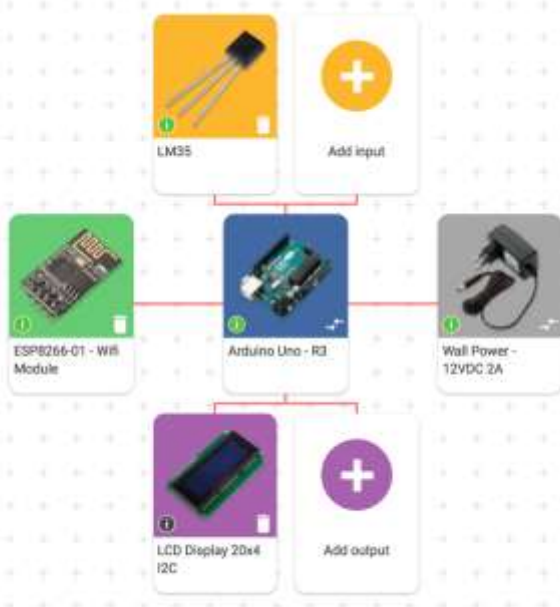 LM35
Add input
ESP8266-01 - Wifi
Module
Arduino Uno - R3
Wall Power -
12VDC 2A
LCD Display 20x4
I2C
Add output